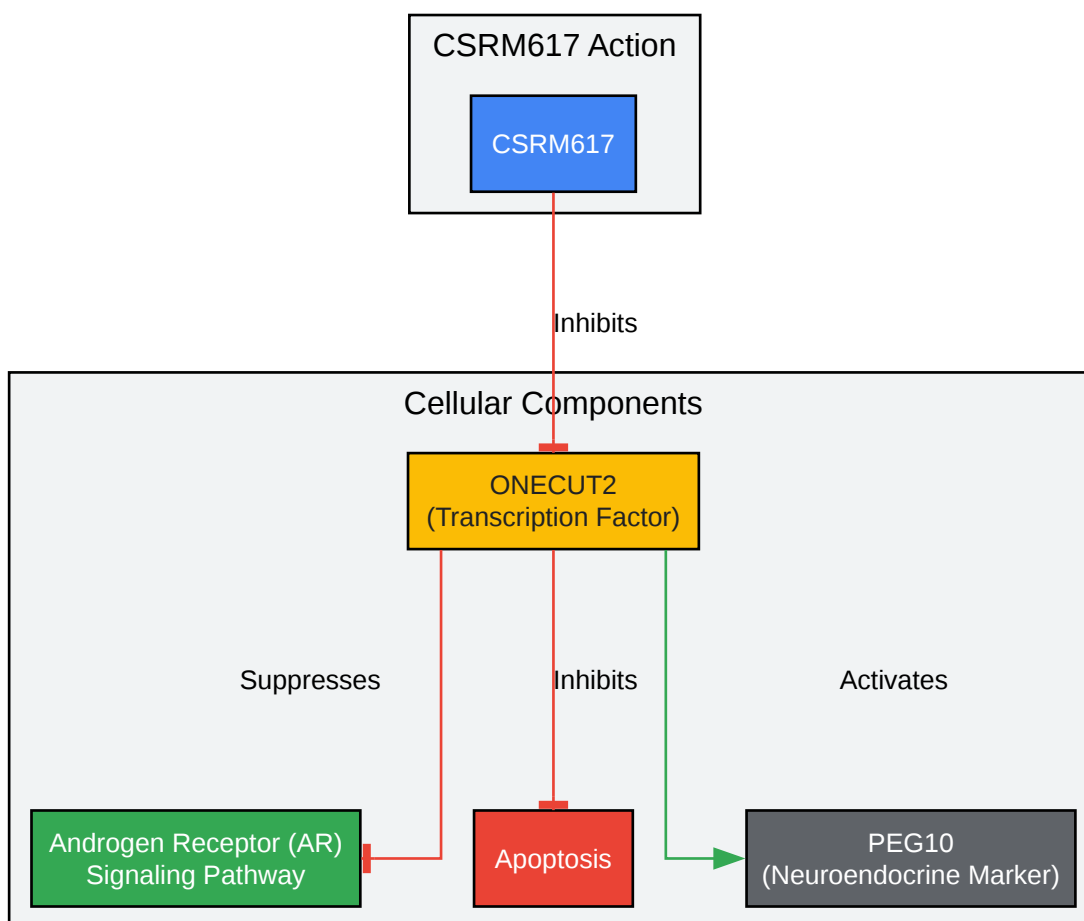 CSRM617 Action
CSRM617
Inhibits
Cellular Components
ONECUT2
(Transcription Factor)
Suppresses
Inhibits
Activates
Androgen Receptor (AR)
Signaling Pathway
Apoptosis
PEG10
(Neuroendocrine Marker)